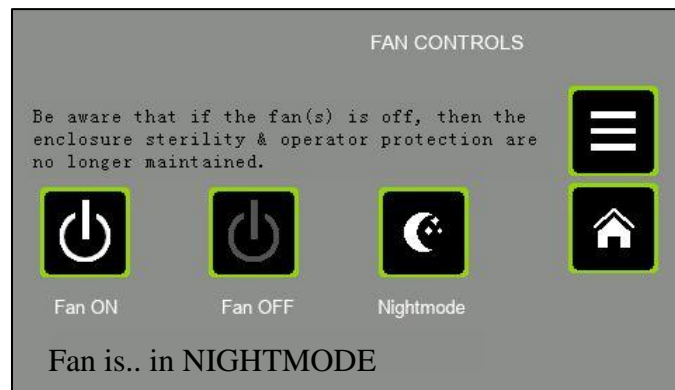 FAN CONTROLS
Be aware that if the fan(s) is off, then the
enclosure sterility & operator protection are
no longer maintained.
Fan ON
Fan OFF
Nightmode
Fan is.. in NIGHTMODE